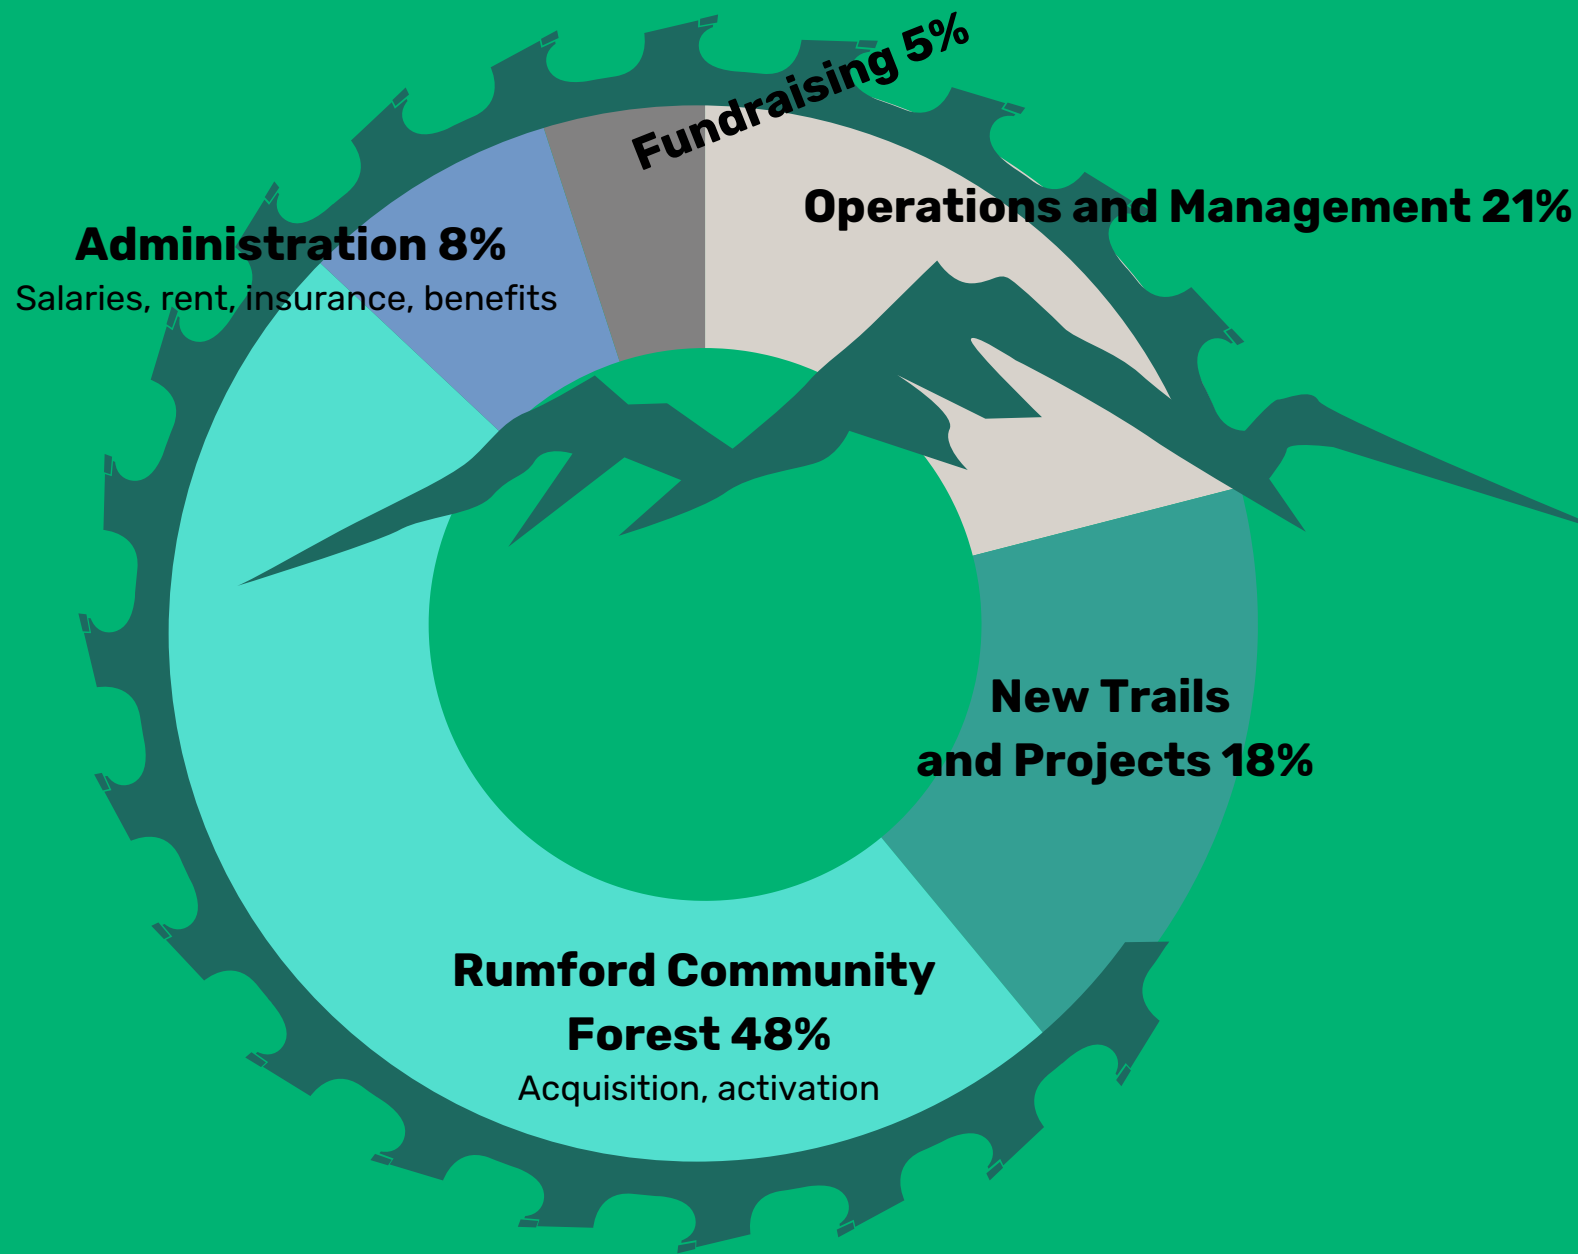 Fundraising 5%
Operations and Management 21%
Administration 8%
Salaries, rent, insurance, benefits
New Trails
and Projects 18%
Rumford Community
Forest 48%
Acquisition, activation